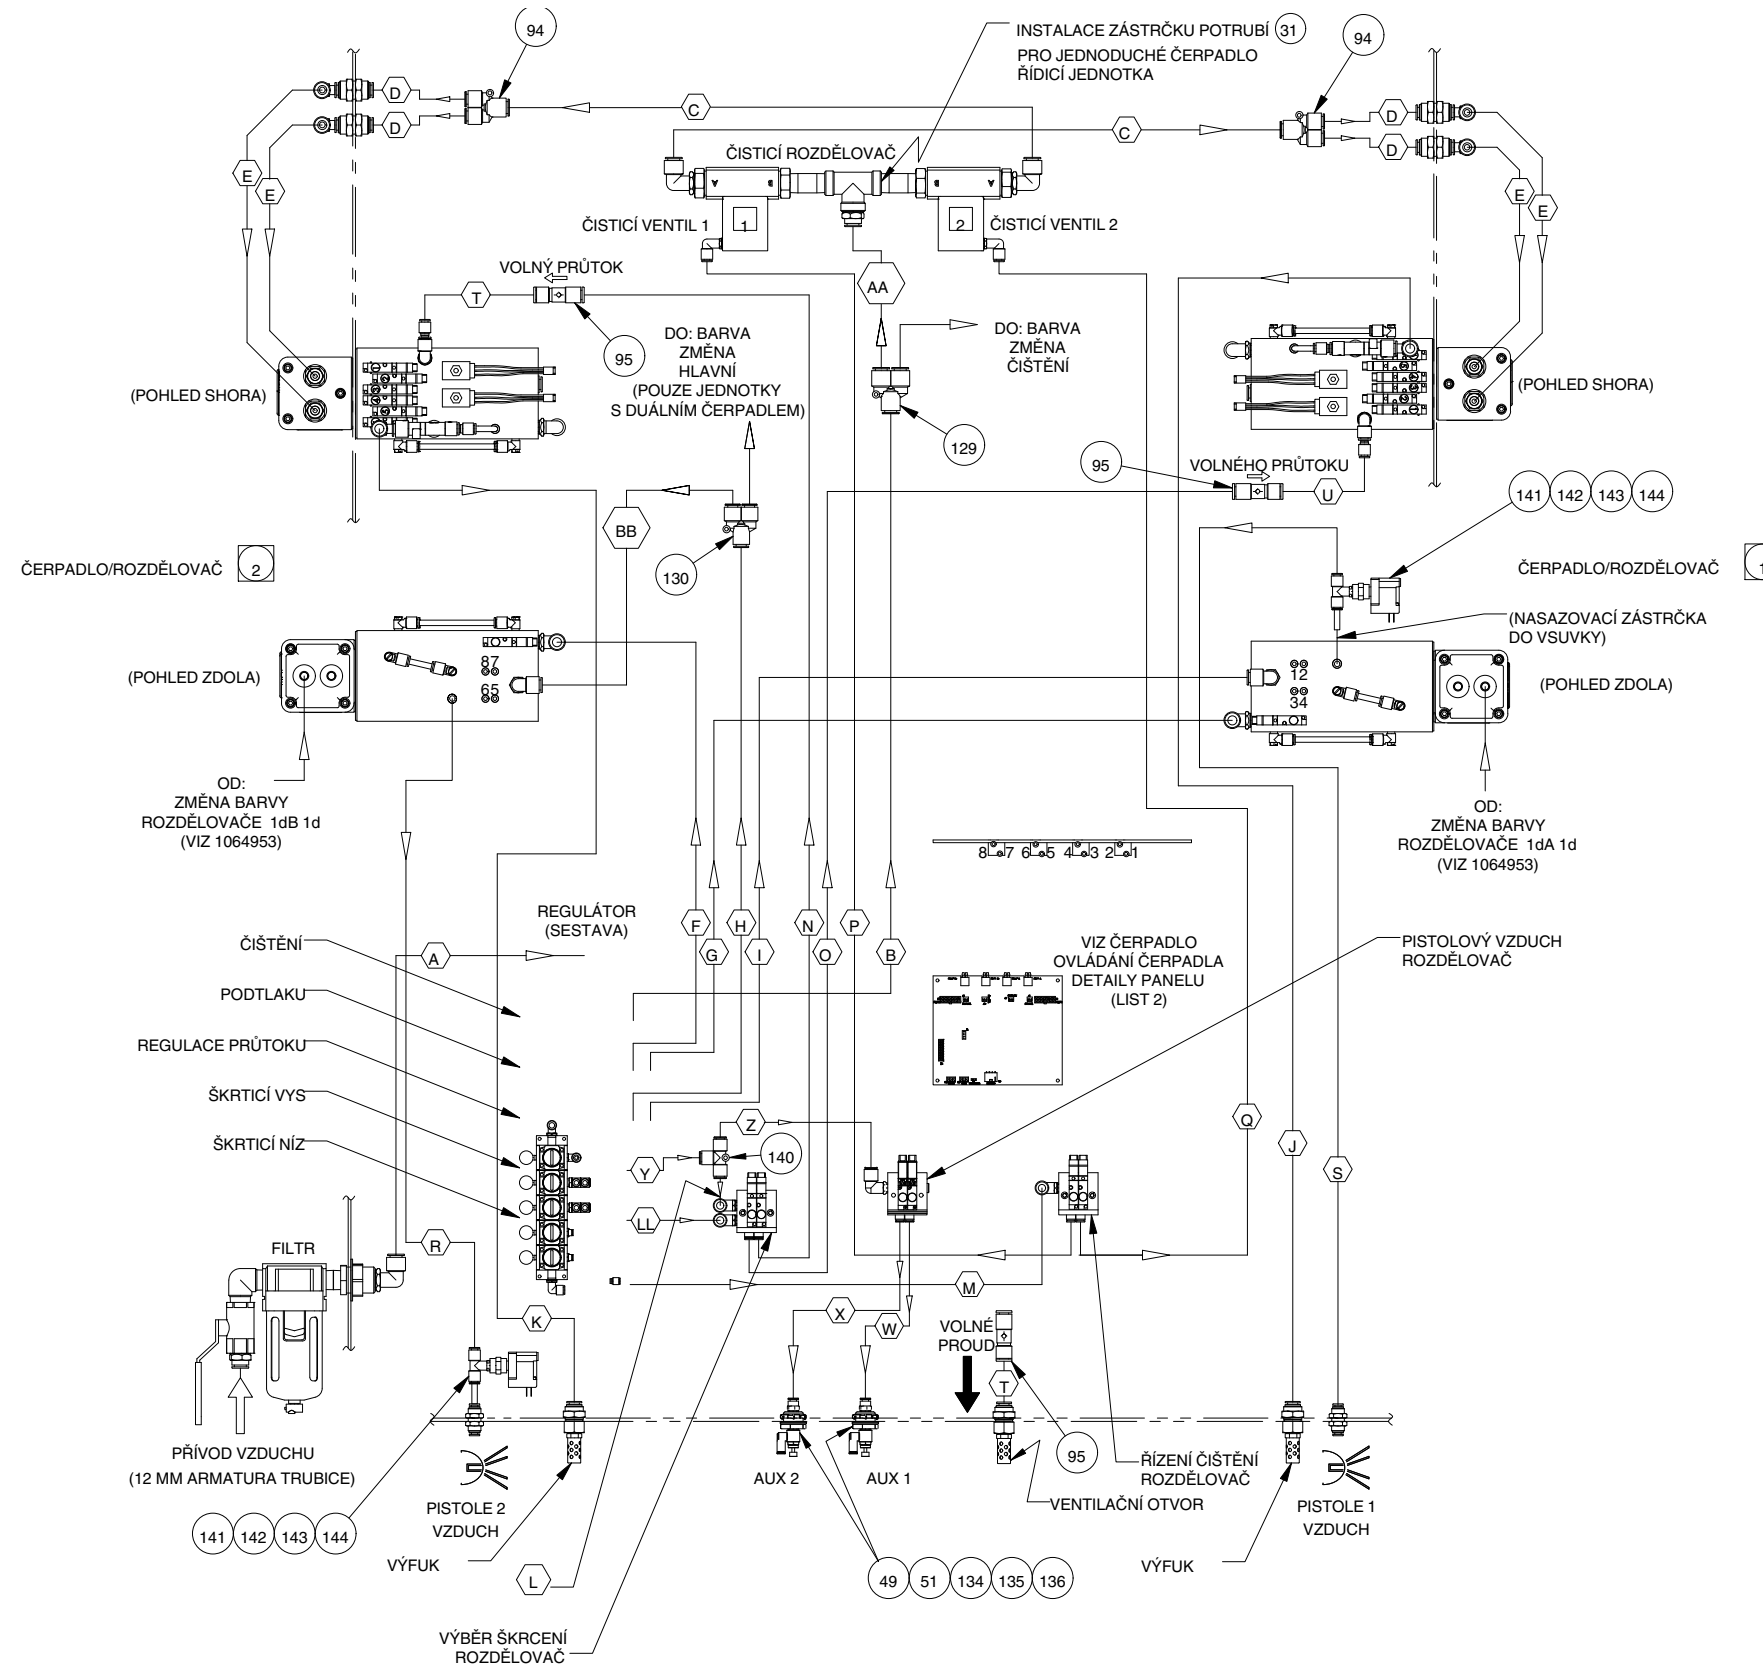 94
INSTALACE ZÁSTRČKU POTRUBÍ 31
PRO JEDNODUCHÉ ČERPADLO
ŘÍDICÍ JEDNOTKA
94
D
D
C
C
D
D
ČISTICÍ ROZDĚLOVAČ
A
B
B
A
E
E
E
E
ČISTICÍ VENTIL 1
1
2
ČISTICÍ VENTIL 2
VOLNÝ PRŮTOK
T
95
AA
DO: BARVA
ZMĚNA
HLAVNÍ
(POUZE JEDNOTKY
S DUÁLNÍM ČERPADLEM)
DO: BARVA
ZMĚNA
ČIŠTĚNÍ
(POHLED SHORA)
(POHLED SHORA)
129
95
VOLNÉHO PRŮTOKU
U
141 142 143 144
BB
130
ČERPADLO/ROZDĚLOVAČ 2
ČERPADLO/ROZDĚLOVAČ 1
(NASAZOVACÍ ZÁSTRČKA
DO VSUVKY)
87
65
12
34
(POHLED ZDOLA)
(POHLED ZDOLA)
OD:
ZMĚNA BARVY
ROZDĚLOVAČE 1dB 1d
(VIZ 1064953)
OD:
ZMĚNA BARVY
ROZDĚLOVAČE 1dA 1d
(VIZ 1064953)
8 7 6 5 4 3 2 1
REGULÁTOR
(SESTAVA)
F
H
N
P
G
I
O
B
A
ČIŠTĚNÍ
PODTLAKU
REGULACE PRŮTOKU
ŠKRTICÍ VYS
ŠKRTICÍ NÍZ
VIZ ČERPADLO
OVLÁDÁNÍ ČERPADLA
DETAILY PANELU
(LIST 2)
PISTOLOVÝ VZDUCH
ROZDĚLOVAČ
Z
Q
J
S
Y
140
LL
R
FILTR
M
K
X
W
VOLNÉ
PROUD
T
PŘÍVOD VZDUCHU
(12 MM ARMATURA TRUBICE)
141 142 143 144
PISTOLE 2
VZDUCH
VÝFUK
L
AUX 2
AUX 1
95
ŘÍZENÍ ČIŠTĚNÍ
ROZDĚLOVAČ
VENTILAČNÍ OTVOR
PISTOLE 1
VZDUCH
VÝFUK
49 51 134 135 136
VÝBĚR ŠKRCENÍ
ROZDĚLOVAČ